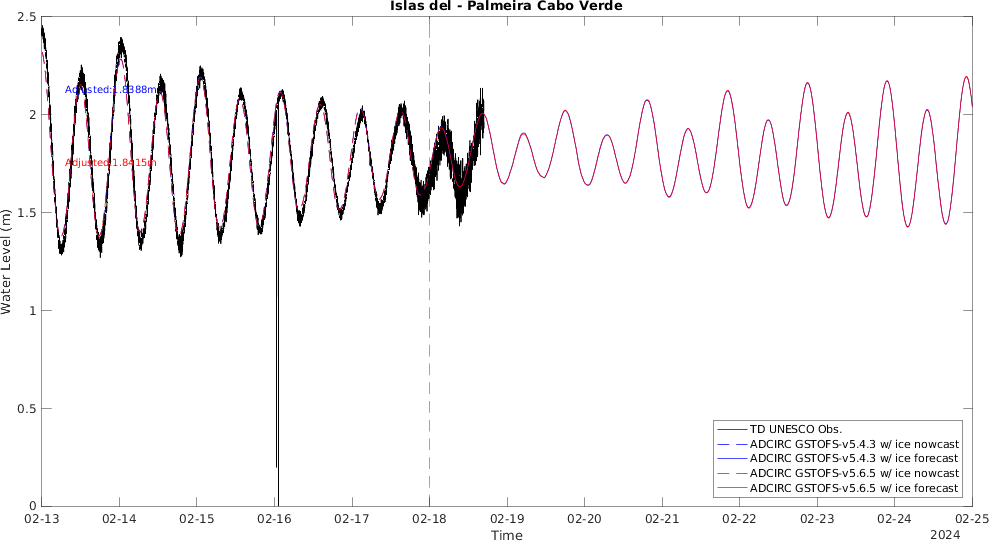 Islas del - Palmeira Cabo Verde
2.5
2
1.5
1
0.5
0
Water Level (m)
Adjusted:1.8388m
Adjusted:1.8415m
TD UNESCO Obs.
ADCIRC GSTOFS-v5.4.3 w/ ice nowcast
ADCIRC GSTOFS-v5.4.3 w/ ice forecast
ADCIRC GSTOFS-v5.6.5 w/ ice nowcast
ADCIRC GSTOFS-v5.6.5 w/ ice forecast
02-13 02-14 02-15 02-16 02-17 02-18 02-19 02-20 02-21 02-22 02-23 02-24 02-25
Time
2024